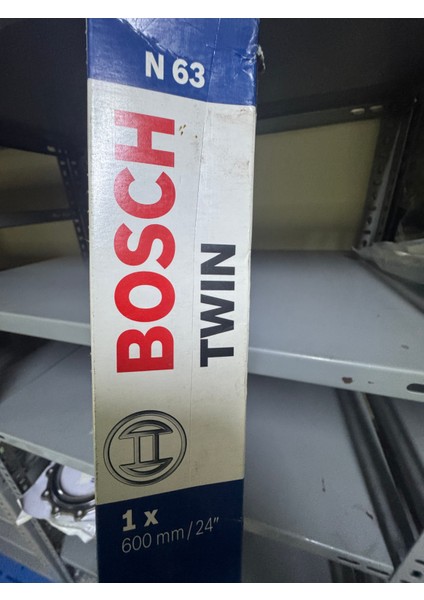 N 63
BOSCH
TWIN
1 x
600 mm/24"